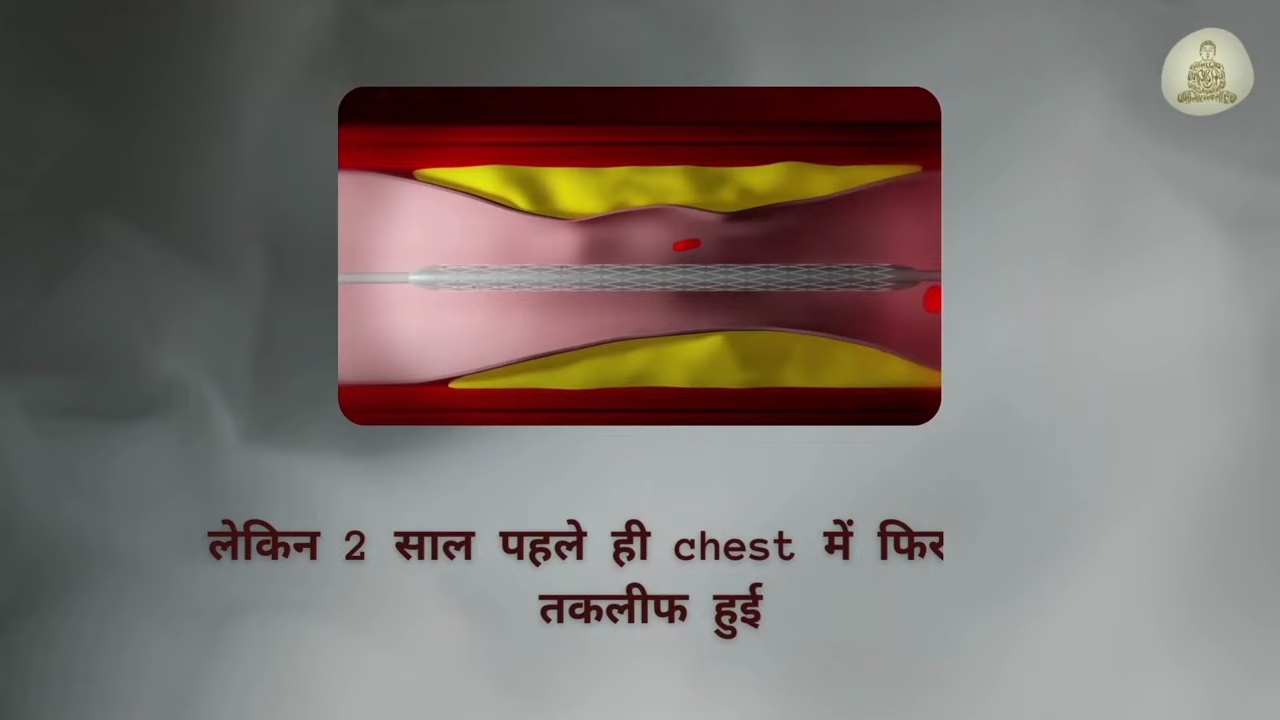 लेकिन 2 साल पहले ही chest में फिर
तकलीफ हुई